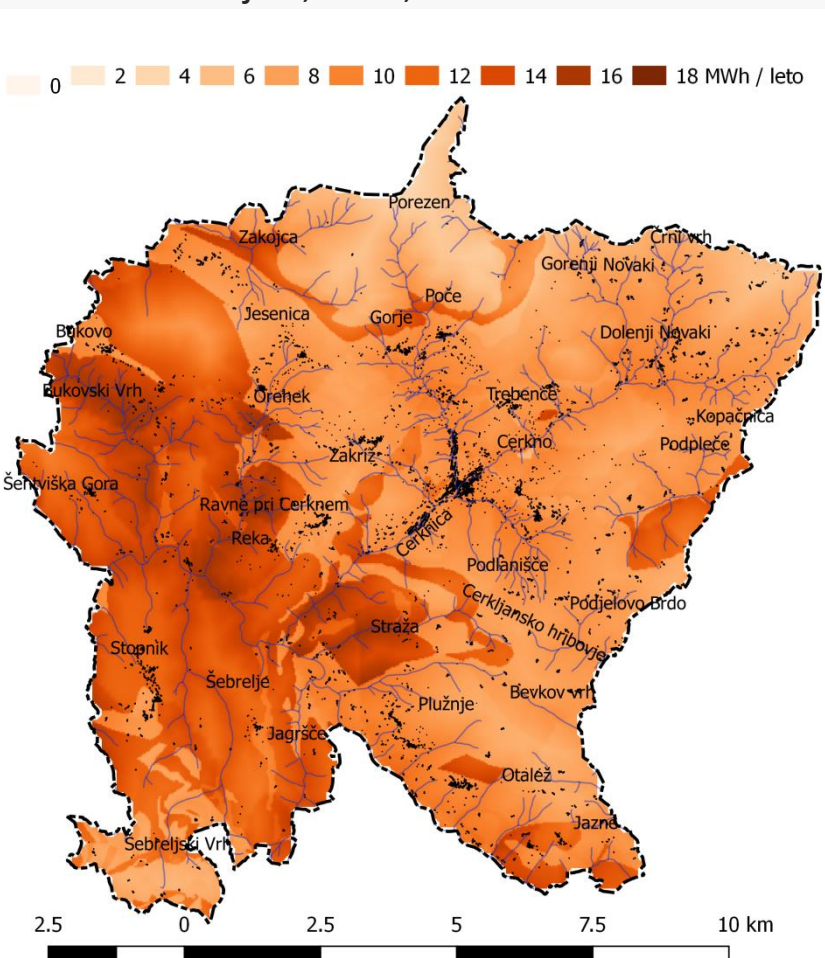 0 2 4 6 8 10 12 14 16 18 MWh / leto
Porezen
Zakojca
Črni vrh
Gorenji Novaki
Poče
Jesenica
Gorje
Bukovo
Dolenji Novaki
Bukovski Vrh
Orehek
Trebenče
Kopačnica
Cerkno
Podpleče
Zakriž
Šentviška Gora
Ravne pri Cerknem
Cerknica
Reka
Podlanišče
Cerkljansko hribovje
Podjelovo Brdo
Straža
Stopnik
Šebrelje
Bevkov vrh
Plužnje
Jagršče
Otalež
Jazne
Šebreljski Vrh
2.5 0 2.5 5 7.5 10 km